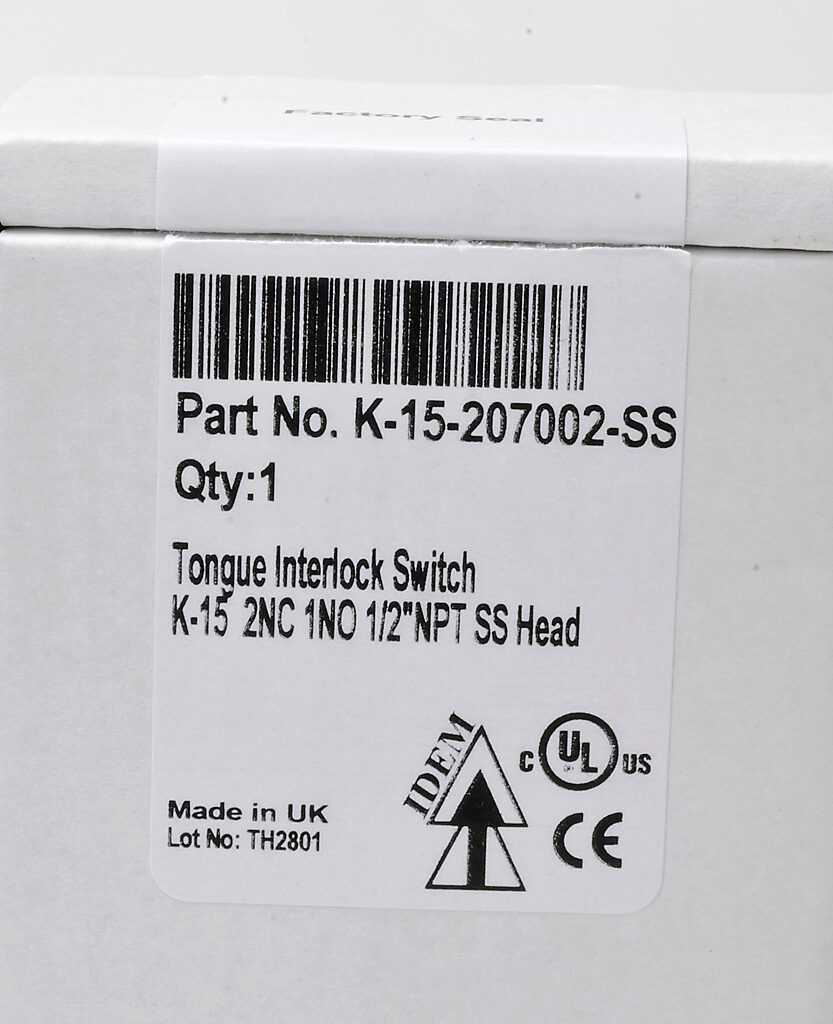 Factory Seal
Part No. K-15-207002-SS
Qty:1
Tongue Interlock Switch
K-15 2NC 1NO 1/2"NPT SS Head
IDEM
C UL US
CE
Made in UK
Lot No: TH2801